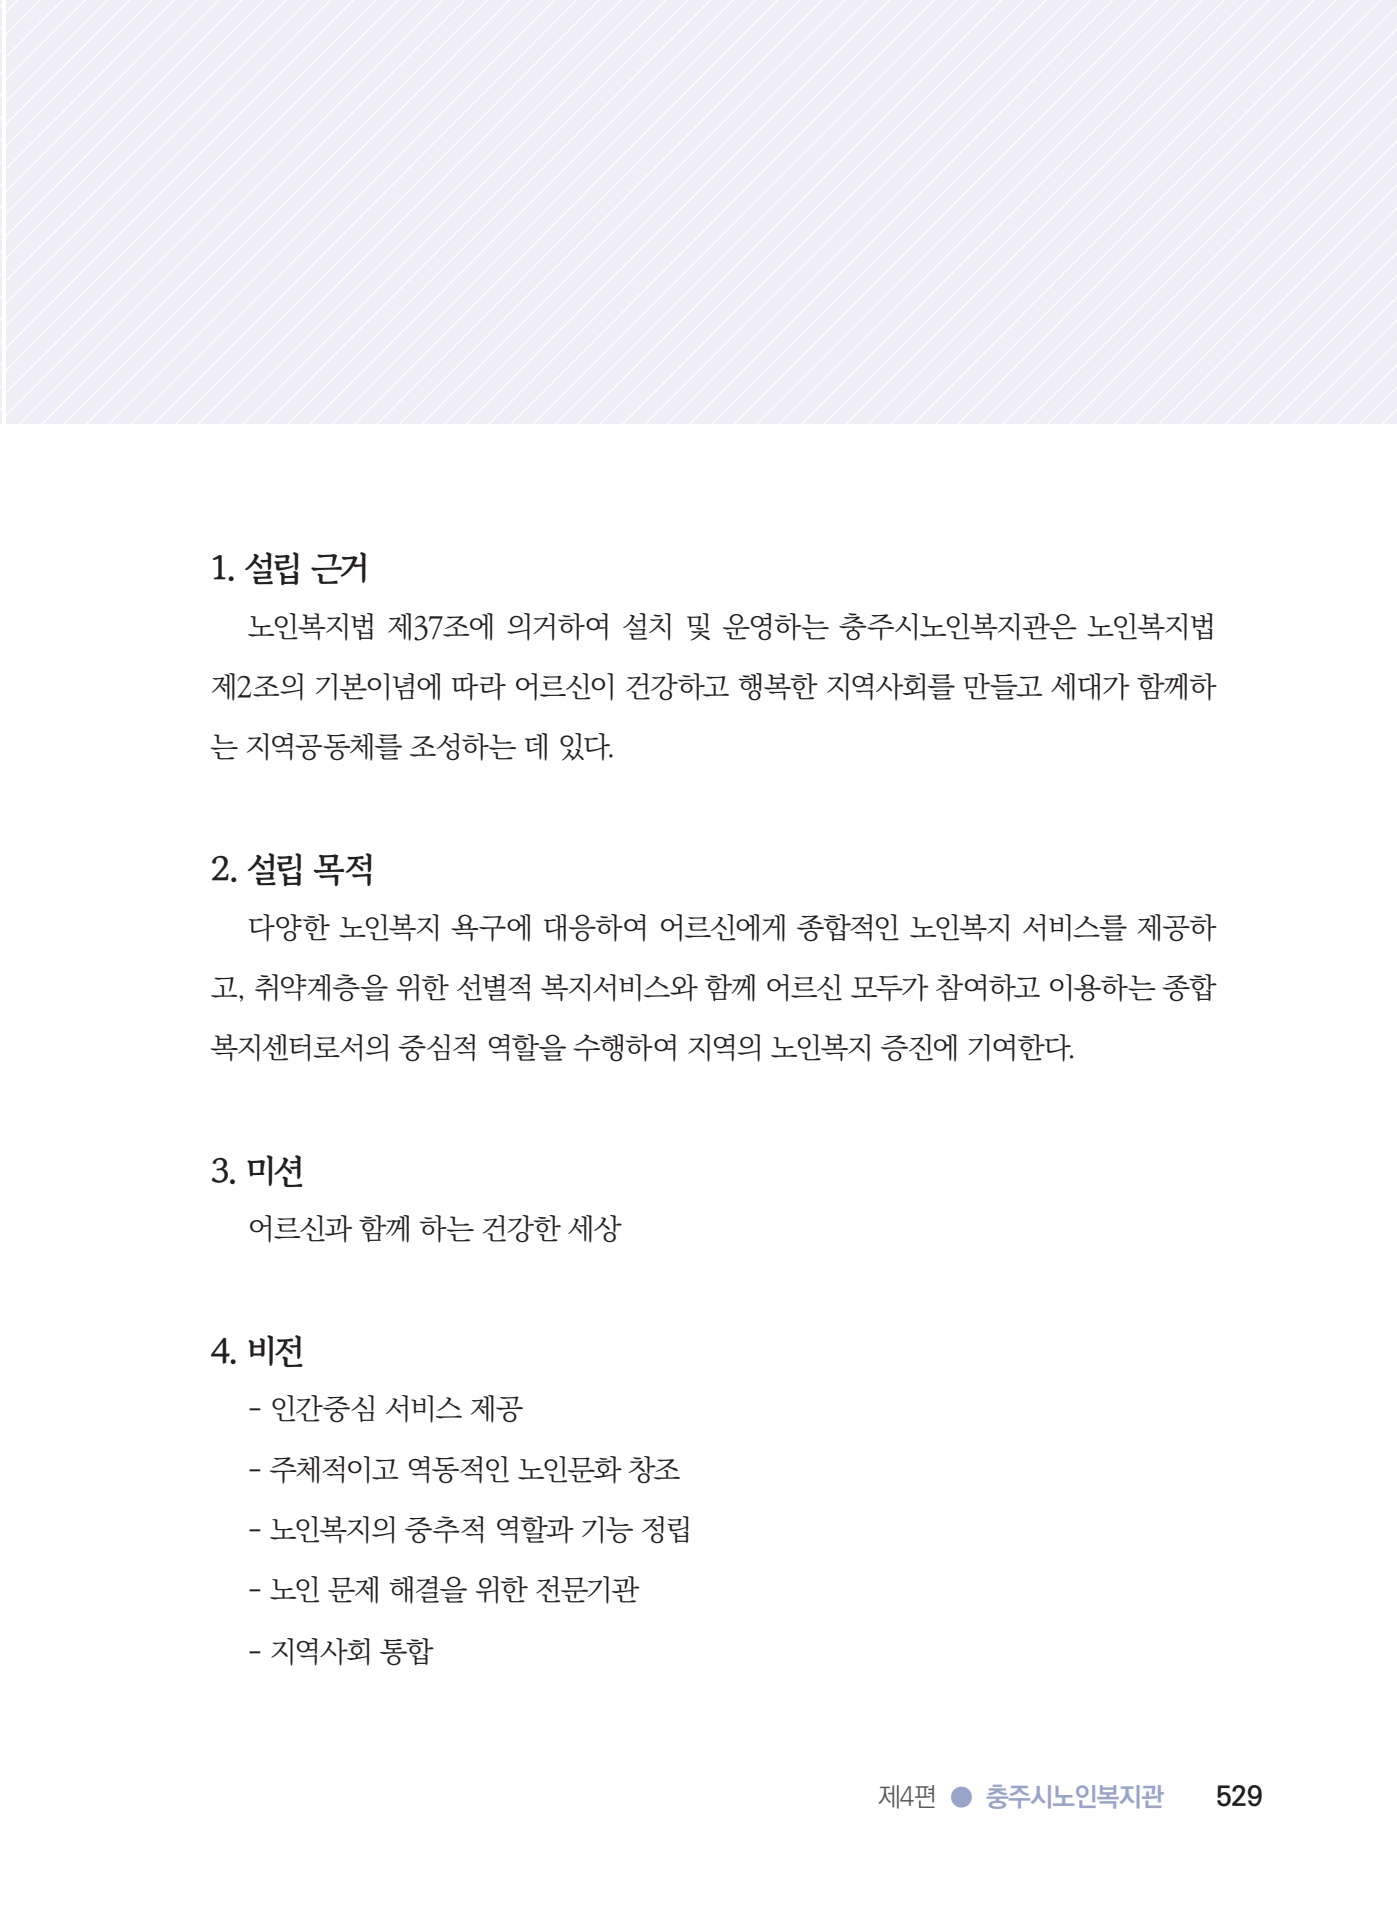 1. 설립 근거
노인복지법 제37조에 의거하여 설치 및 운영하는 충주시노인복지관은 노인복지법
제2조의 기본이념에 따라 어르신이 건강하고 행복한 지역사회를 만들고 세대가 함께하
는 지역공동체를 조성하는 데 있다.
2. 설립 목적
다양한 노인복지 욕구에 대응하여 어르신에게 종합적인 노인복지 서비스를 제공하
고, 취약계층을 위한 선별적 복지서비스와 함께 어르신 모두가 참여하고 이용하는 종합
복지센터로서의 중심적 역할을 수행하여 지역의 노인복지 증진에 기여한다.
3. 미션
어르신과 함께 하는 건강한 세상
4. 비전
- 인간중심 서비스 제공
- 주체적이고 역동적인 노인문화 창조
- 노인복지의 중추적 역할과 기능 정립
- 노인 문제 해결을 위한 전문기관
- 지역사회 통합
제4편 ● 충주시노인복지관 529